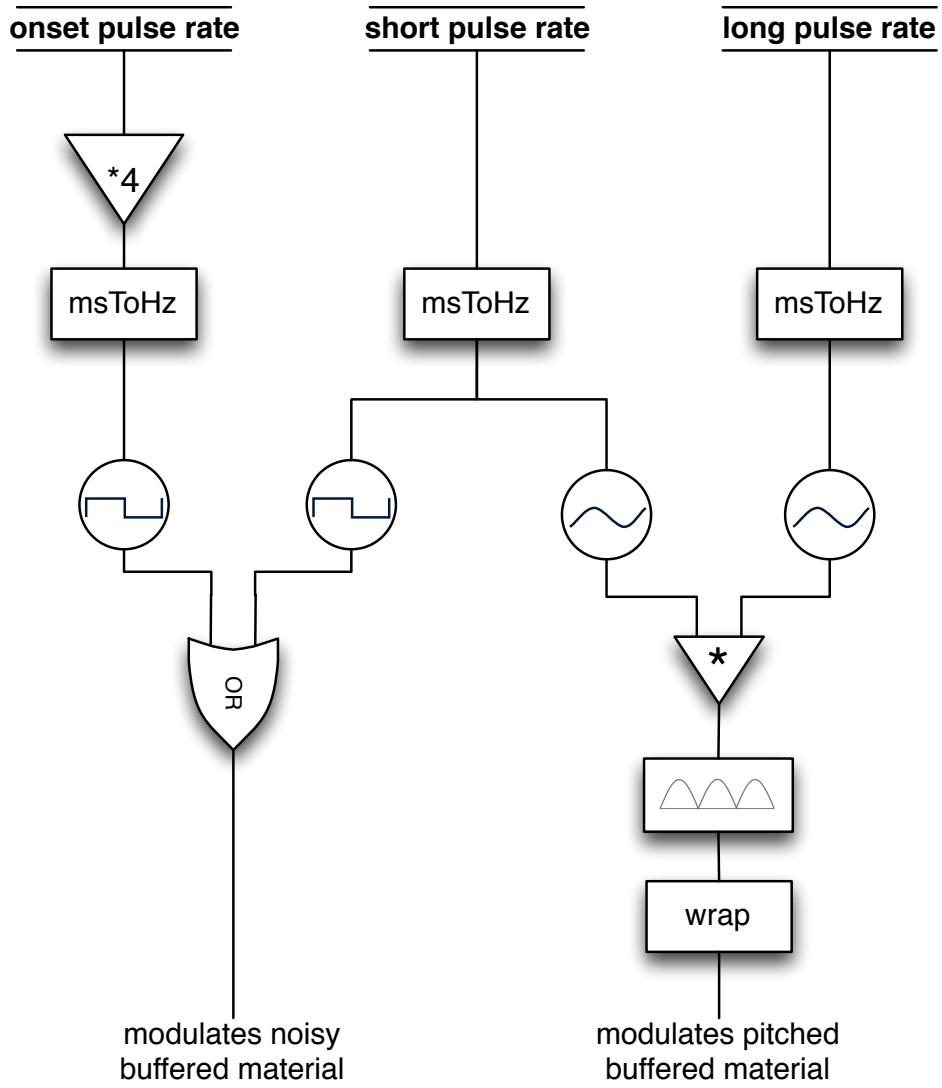 onset pulse rate
short pulse rate
long pulse rate
*4
msToHz
msToHz
msToHz
OR
*
wrap
modulates noisy
buffered material
modulates pitched
buffered material